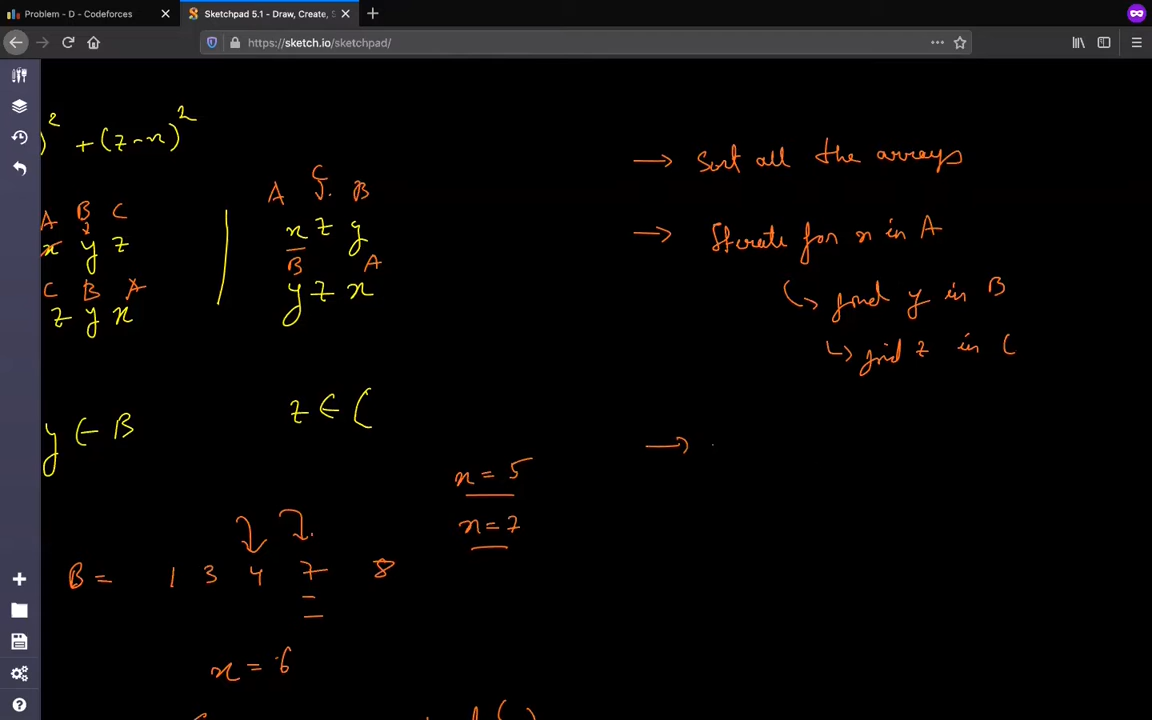 Problem - D - Codeforces
Sketchpad 5.1 - Draw, Create, S
https://sketch.io/sketchpad/
)² + (z-x)²
A B C
x y z
C B A
z y x
A C B
x z y
B A
y z x
y ∈ B
z ∈ C
x = 5
x = 7
B = 1 3 4 7 8
x = 6
→ Sort all the arrays
→ Iterate for x in A
↳ find y in B
↳ find z in C
→